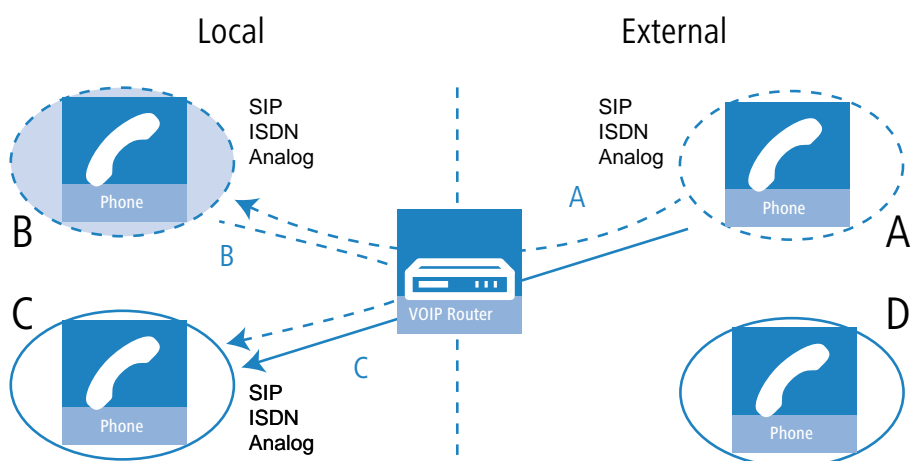 Local
External
SIP
ISDN
Analog
Phone
B
B
SIP
ISDN
Analog
A
Phone
A
VOIP Router
C
Phone
C
SIP
ISDN
Analog
D
Phone